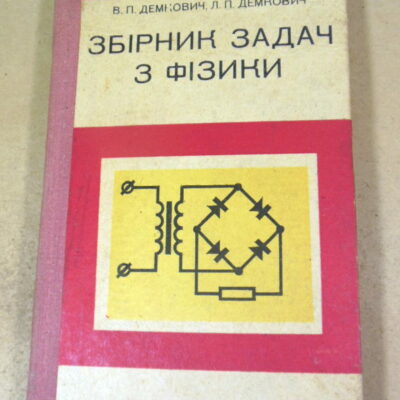 В. П. ДЕМКОВИЧ, Л. П. ДЕМКОВИЧ
ЗБІРНИК ЗАДАЧ
З ФІЗИКИ